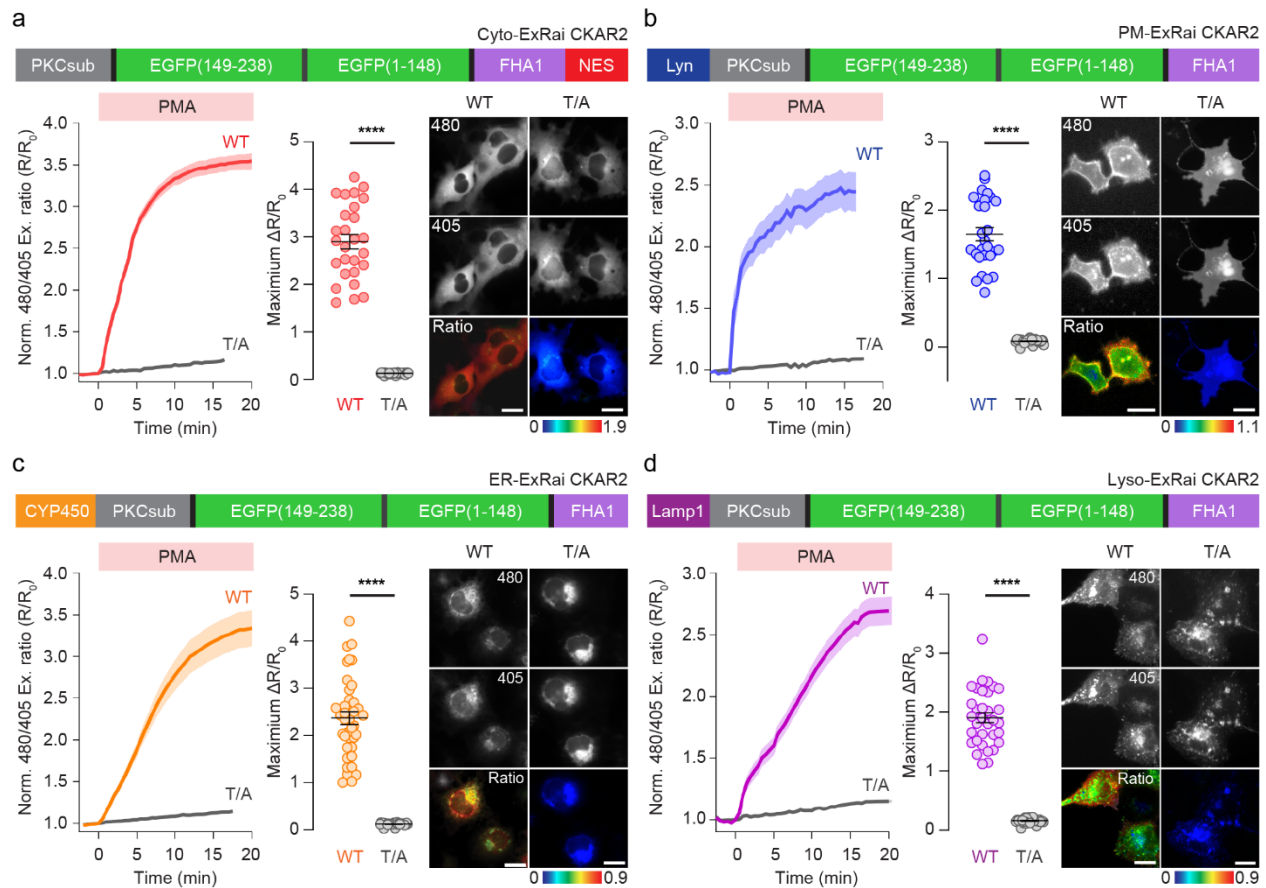 a
Cyto-ExRai CKAR2
PKCsub EGFP(149-238) EGFP(1-148) FHA1 NES
PMA
Norm. 480/405 Ex. ratio (R/R₀)
4.0
3.5
3.0
2.5
2.0
1.5
1.0
WT
T/A
0 5 10 15 20
Time (min)
Maximium ΔR/R₀
5
4
3
2
1
0
****
WT T/A
WT T/A
480
405
Ratio
0 1.9
b
PM-ExRai CKAR2
Lyn PKCsub EGFP(149-238) EGFP(1-148) FHA1
PMA
Norm. 480/405 Ex. ratio (R/R₀)
3.0
2.5
2.0
1.5
1.0
WT
T/A
0 5 10 15 20
Time (min)
Maximium ΔR/R₀
3
2
1
0
****
WT T/A
WT T/A
480
405
Ratio
0 1.1
c
ER-ExRai CKAR2
CYP450 PKCsub EGFP(149-238) EGFP(1-148) FHA1
PMA
Norm. 480/405 Ex. ratio (R/R₀)
4.0
3.5
3.0
2.5
2.0
1.5
1.0
WT
T/A
0 5 10 15 20
Time (min)
Maximium ΔR/R₀
5
4
3
2
1
0
****
WT T/A
WT T/A
480
405
Ratio
0 0.9
d
Lyso-ExRai CKAR2
Lamp1 PKCsub EGFP(149-238) EGFP(1-148) FHA1
PMA
Norm. 480/405 Ex. ratio (R/R₀)
3.0
2.5
2.0
1.5
1.0
WT
T/A
0 5 10 15 20
Time (min)
Maximium ΔR/R₀
4
3
2
1
0
****
WT T/A
WT T/A
480
405
Ratio
0 0.9